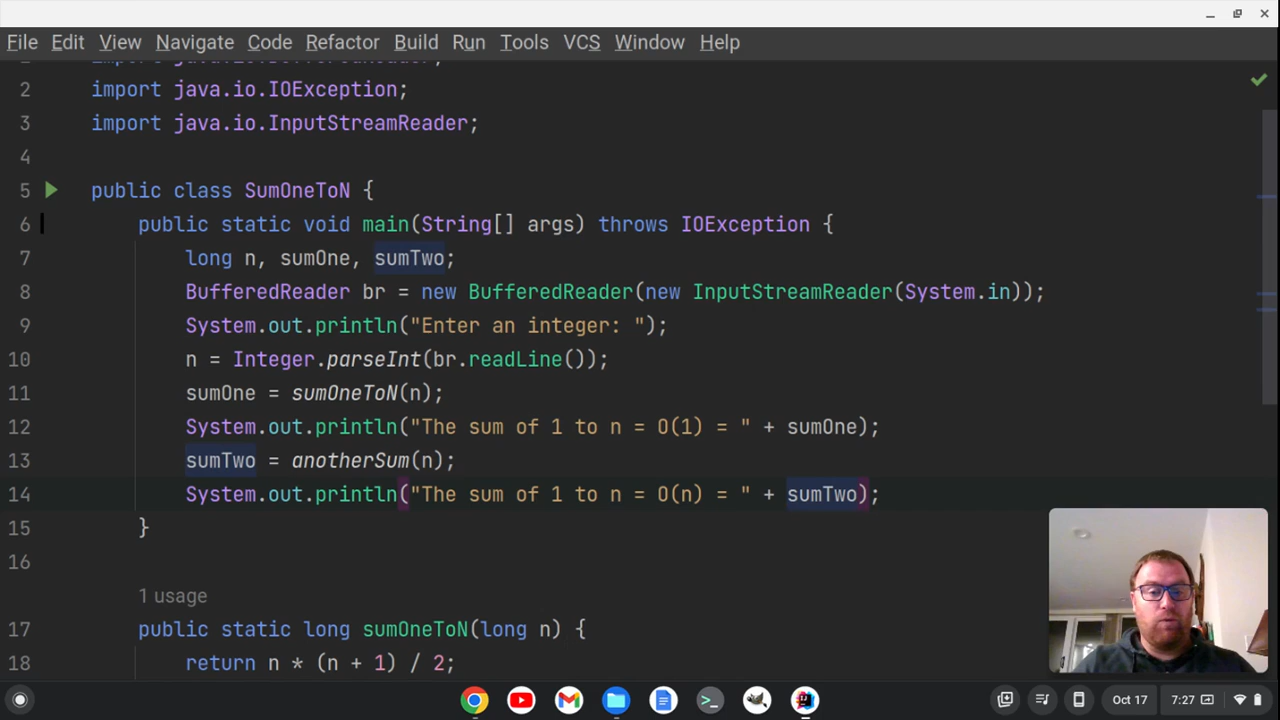 File Edit View Navigate Code Refactor Build Run Tools VCS Window Help
2 import java.io.IOException;
3 import java.io.InputStreamReader;
4
5 public class SumOneToN {
6 public static void main(String[] args) throws IOException {
7 long n, sumOne, sumTwo;
8 BufferedReader br = new BufferedReader(new InputStreamReader(System.in));
9 System.out.println("Enter an integer: ");
10 n = Integer.parseInt(br.readLine());
11 sumOne = sumOneToN(n);
12 System.out.println("The sum of 1 to n = O(1) = " + sumOne);
13 sumTwo = anotherSum(n);
14 System.out.println("The sum of 1 to n = O(n) = " + sumTwo);
15 }
16
1 usage
17 public static long sumOneToN(long n) {
18 return n * (n + 1) / 2;
Oct 17 7:27